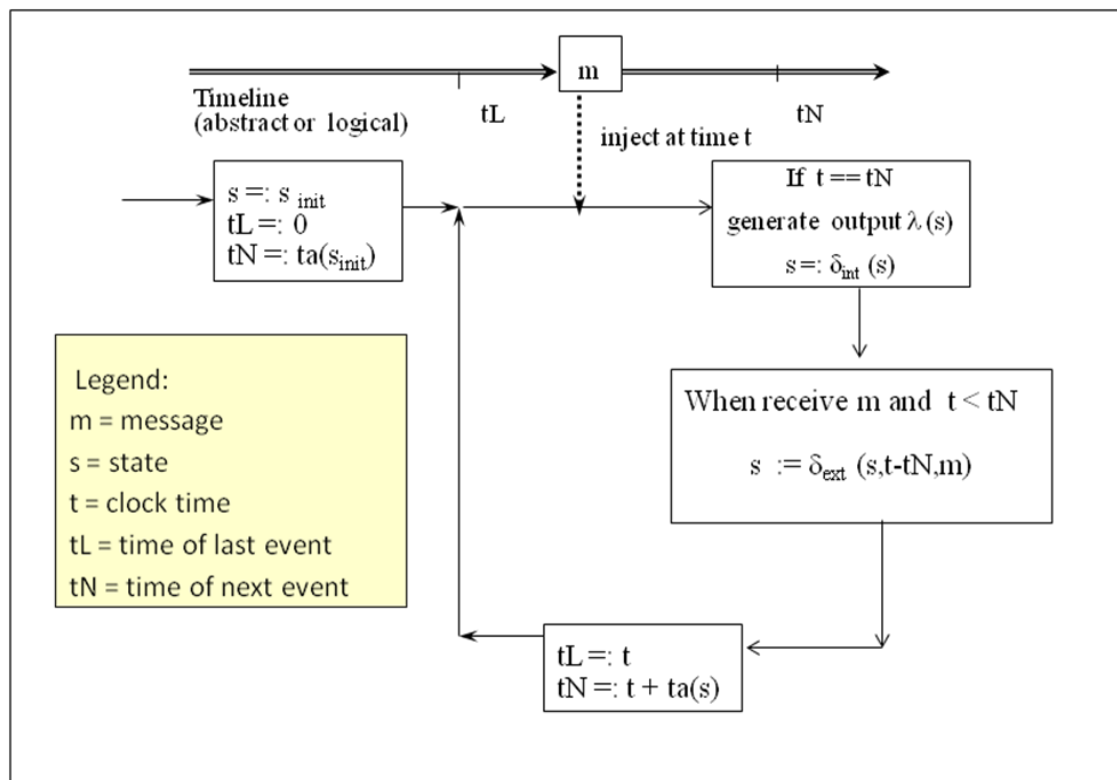 m
Timeline
(abstract or logical)
tL
tN
inject at time t
s =: s init
tL =: 0
tN =: ta(sinit)
If t == tN
generate output λ(s)
s =: δint (s)
When receive m and t < tN
s := δext (s,t-tN,m)
tL =: t
tN =: t + ta(s)
Legend:
m = message
s = state
t = clock time
tL = time of last event
tN = time of next event